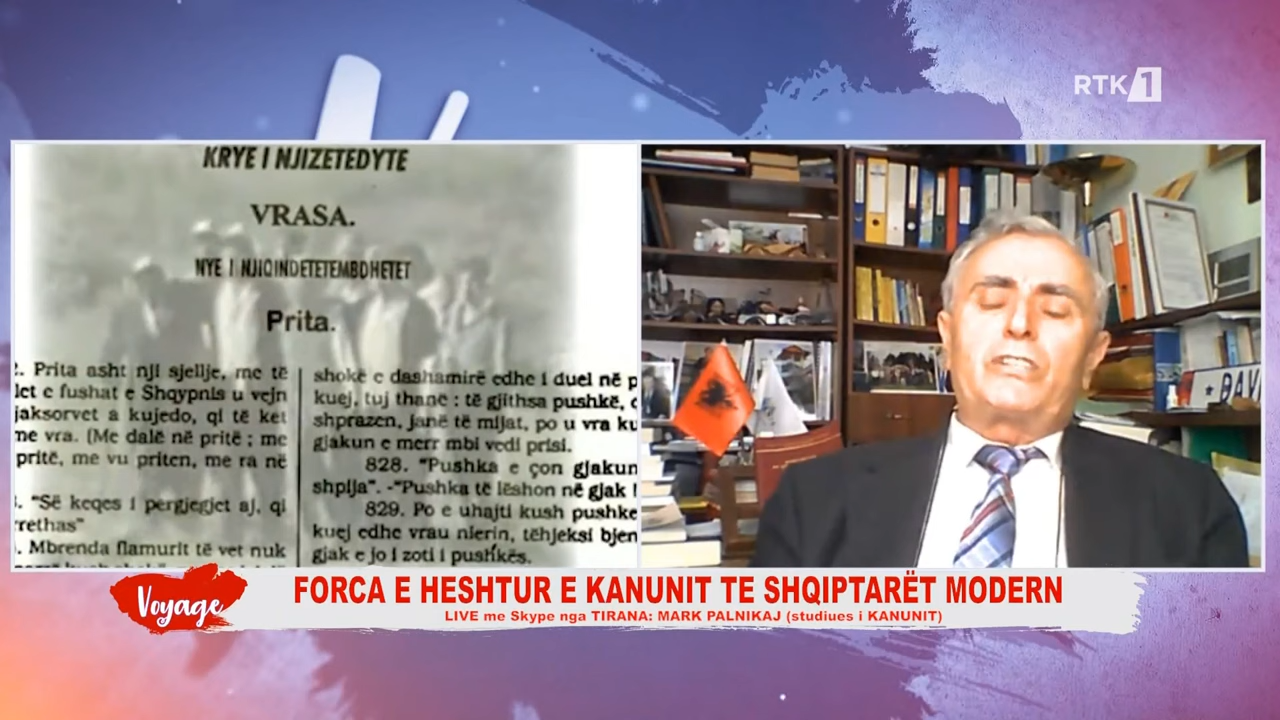 RTK 1
KRYE I NJIZETEDYTE
VRASA.
NYE I NJIQINDETETEMBDHETET
Prita.
2. Prita asht nji sjellje, me të
let e fushat e Shqypnis u vejn
jaksorvet a kujedo, qi të ket
me vra. (Me dalë në pritë ; me
pritë, me vu priten, me ra në
. “Së keqes i pergjegjet aj, qi
rrethas”
. Mbrenda flamurit të vet nuk
shokë e dashamirë edhe i duel në p
kuej, tuj thane : të gjithsa pushkë,
shprazen, janë të mijat, po u vra ku
gjakun e merr mbi vedi prisi.
828. “Pushka e çon gjakun
shpija”. -“Pushka të lëshon në gjak
829. Po e uhajti kush pushke
kuej edhe vrau nierin, tëhjeksi bjen
gjak e jo i zoti i pushkës.
DAV
Voyage
FORCA E HESHTUR E KANUNIT TE SHQIPTARËT MODERN
LIVE me Skype nga TIRANA: MARK PALNIKAJ (studiues i KANUNIT)